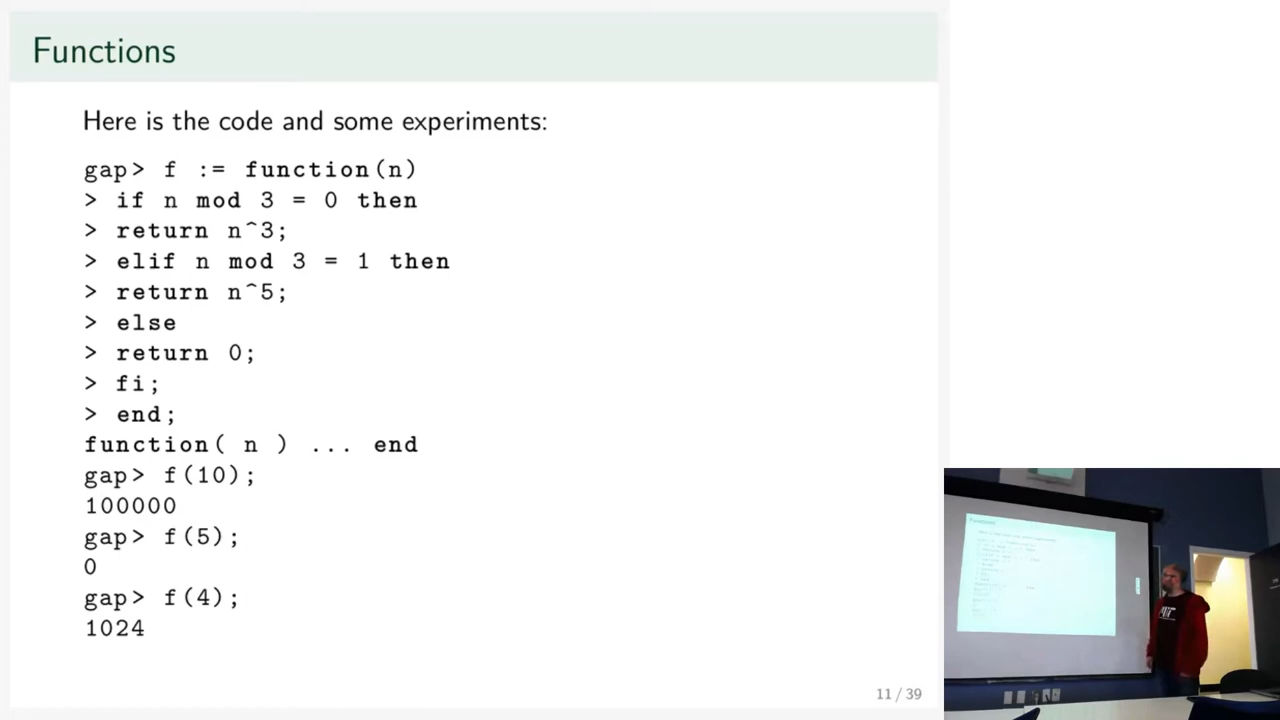 Functions
Here is the code and some experiments:
gap> f := function(n)
> if n mod 3 = 0 then
> return n^3;
> elif n mod 3 = 1 then
> return n^5;
> else
> return 0;
> fi;
> end;
function( n ) ... end
gap> f(10);
100000
gap> f(5);
0
gap> f(4);
1024
11 / 39
Functions
MIT